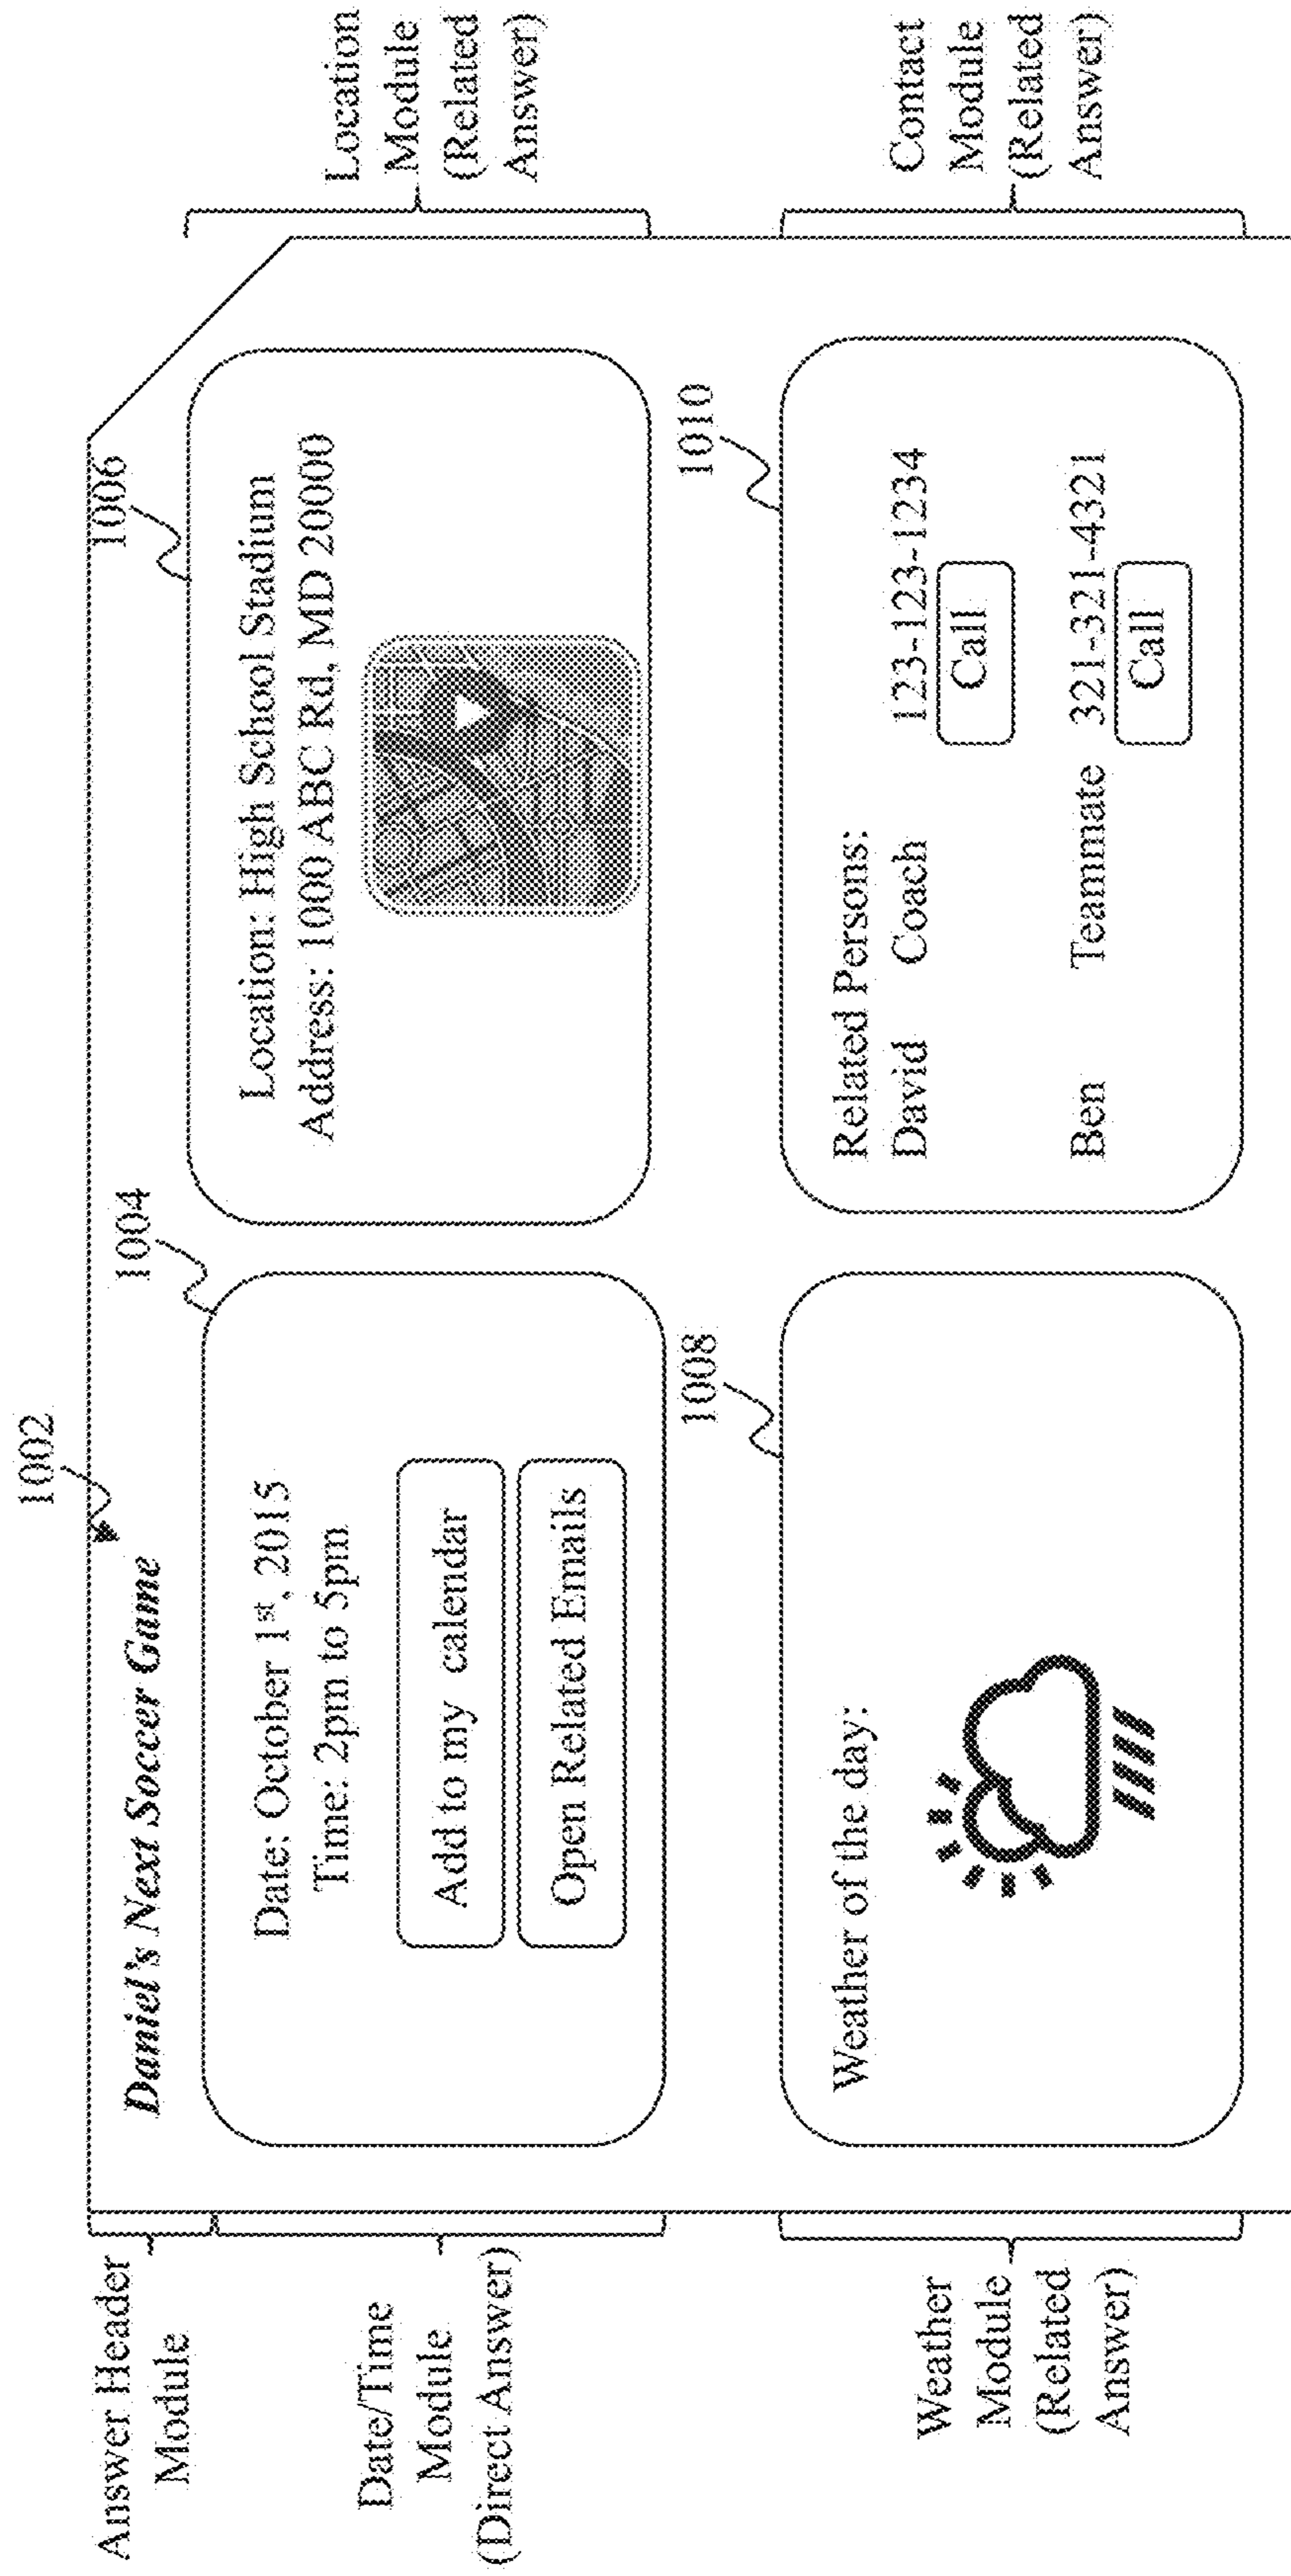 1002
Answer Header
Module
Daniel's Next Soccer Game
1004
1006
Date/Time
Module
(Direct Answer)
Date: October 1st, 2015
Time: 2pm to 5pm
Add to my calendar
Open Related Emails
Location: High School Stadium
Address: 1000 ABC Rd, MD 20000
Location
Module
(Related
Answer)
1008
1010
Weather
Module
(Related
Answer)
Weather of the day:
Related Persons:
David Coach 123-123-1234
Call
Ben Teammate 321-321-4321
Call
Contact
Module
(Related
Answer)